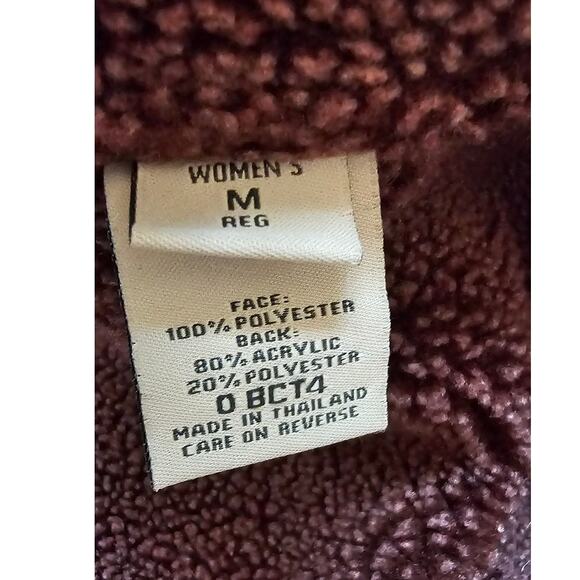 WOMEN'S
M
REG
FACE:
100% POLYESTER
BACK:
80% ACRYLIC
20% POLYESTER
0 BCT4
MADE IN THAILAND
CARE ON REVERSE